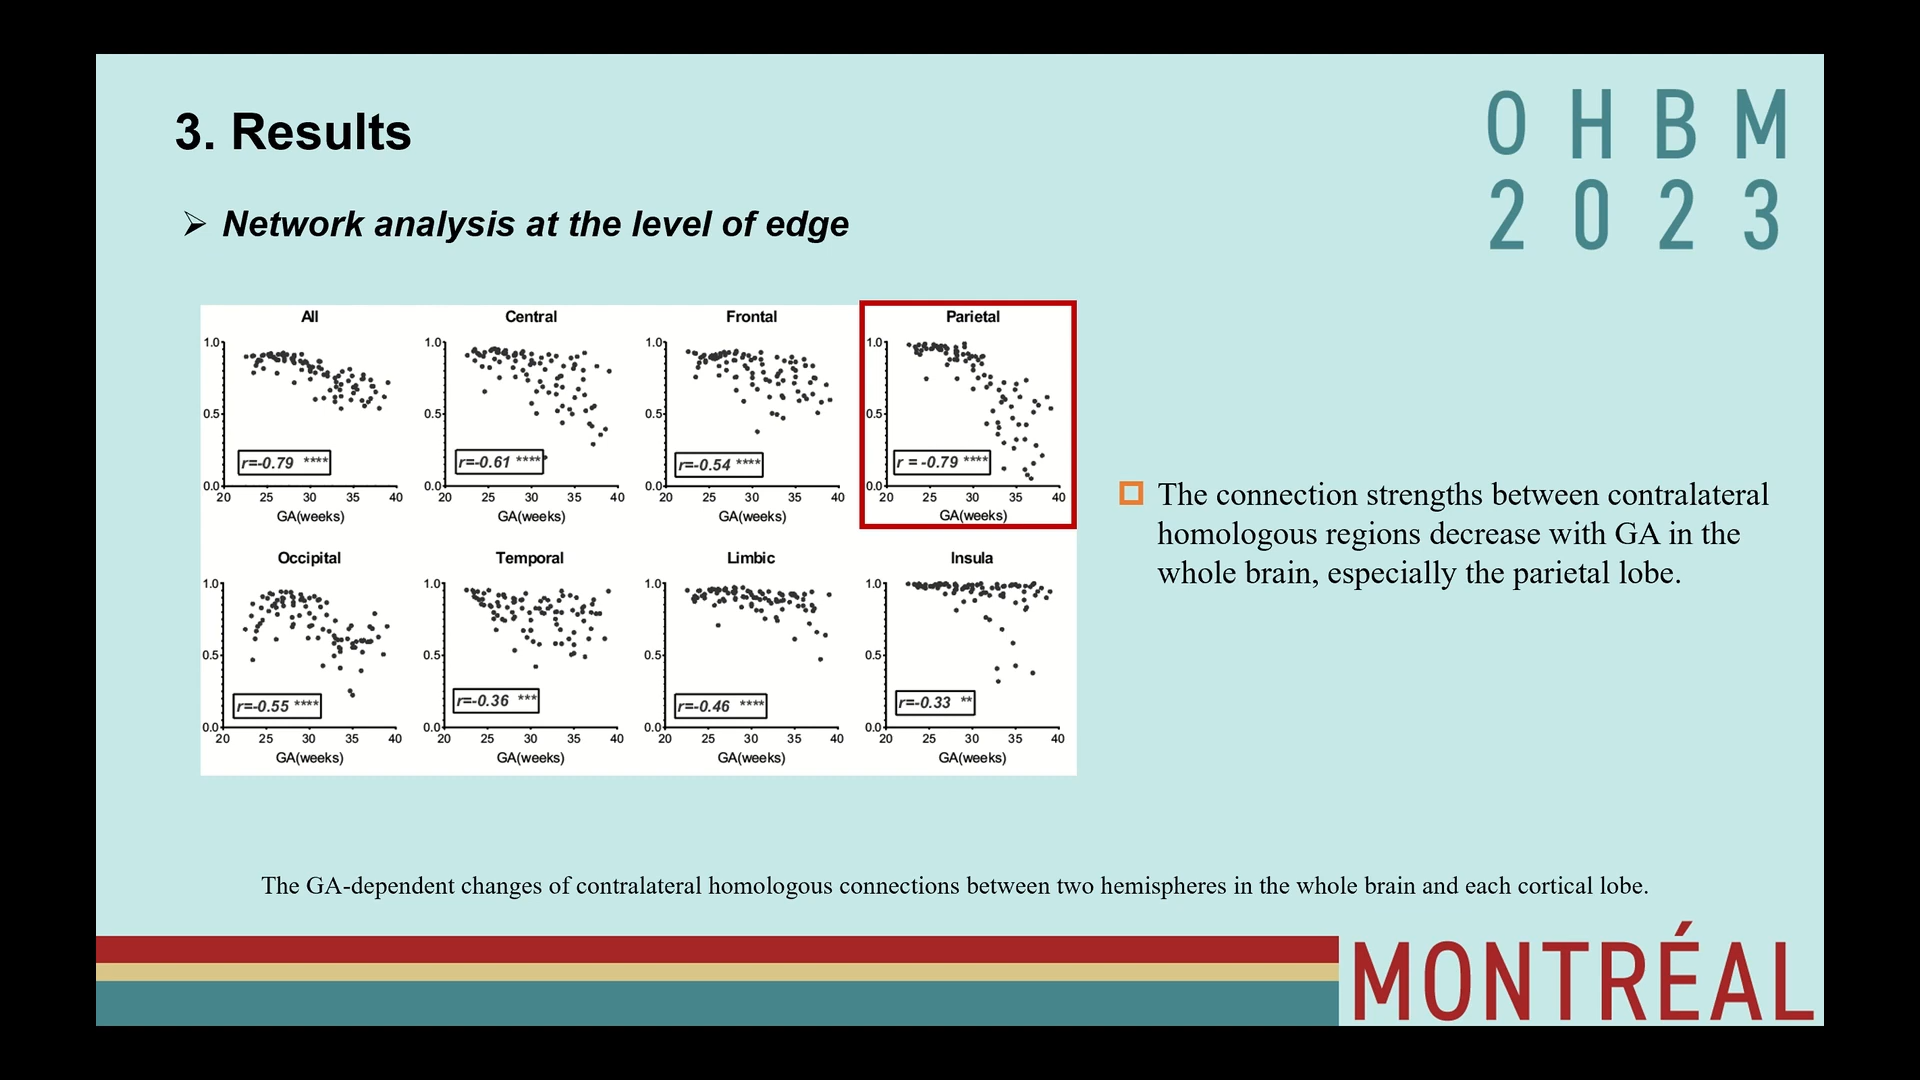 3. Results
O H B M
2 0 2 3
➢ Network analysis at the level of edge
All
1.0
0.5
0.0
r=-0.79 ****
20 25 30 35 40
GA(weeks)
Central
1.0
0.5
0.0
r=-0.61 ****
20 25 30 35 40
GA(weeks)
Frontal
1.0
0.5
0.0
r=-0.54 ****
20 25 30 35 40
GA(weeks)
Parietal
1.0
0.5
0.0
r = -0.79 ****
20 25 30 35 40
GA(weeks)
Occipital
1.0
0.5
0.0
r=-0.55 ****
20 25 30 35 40
GA(weeks)
Temporal
1.0
0.5
0.0
r=-0.36 ***
20 25 30 35 40
GA(weeks)
Limbic
1.0
0.5
0.0
r=-0.46 ****
20 25 30 35 40
GA(weeks)
Insula
1.0
0.5
0.0
r=-0.33 **
20 25 30 35 40
GA(weeks)
The connection strengths between contralateral
homologous regions decrease with GA in the
whole brain, especially the parietal lobe.
The GA-dependent changes of contralateral homologous connections between two hemispheres in the whole brain and each cortical lobe.
MONTRÉAL